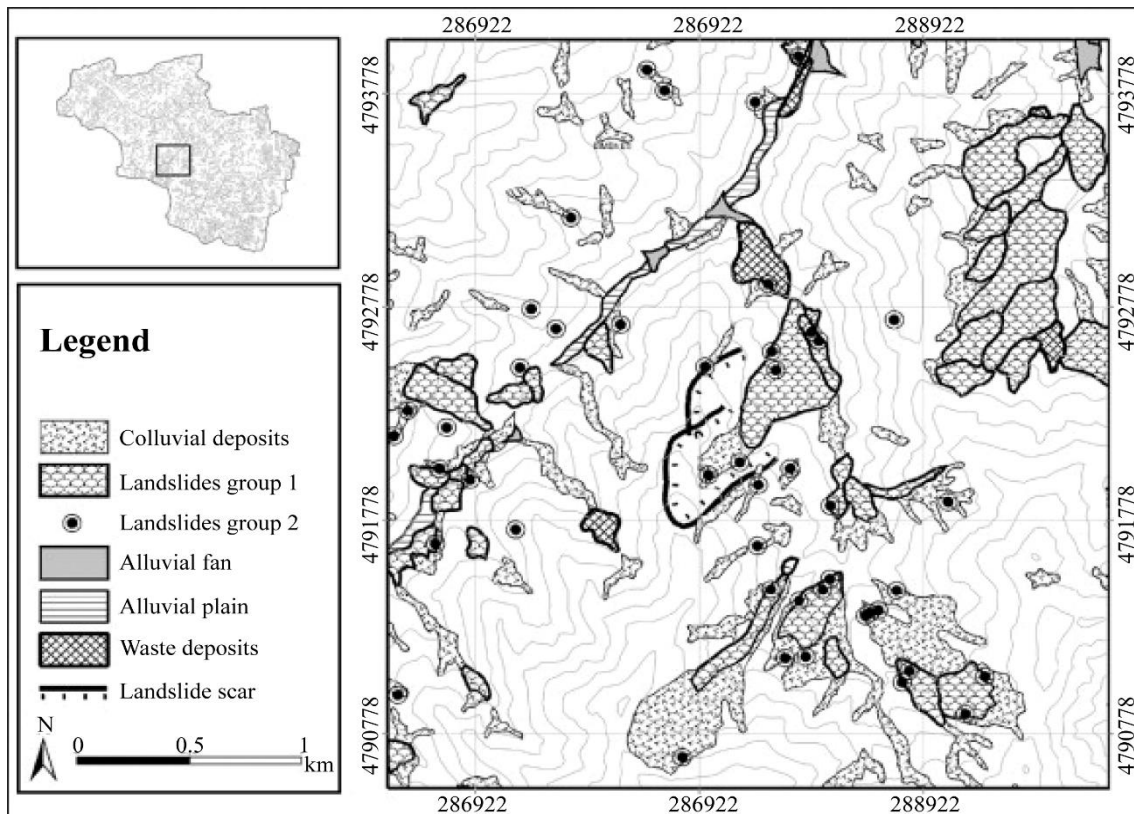 286922
286922
288922
4793778
4793778
4792778
4792778
4791778
4791778
4790778
4790778
Legend
Colluvial deposits
Landslides group 1
Landslides group 2
Alluvial fan
Alluvial plain
Waste deposits
Landslide scar
N
0
0.5
1
km
286922
286922
288922